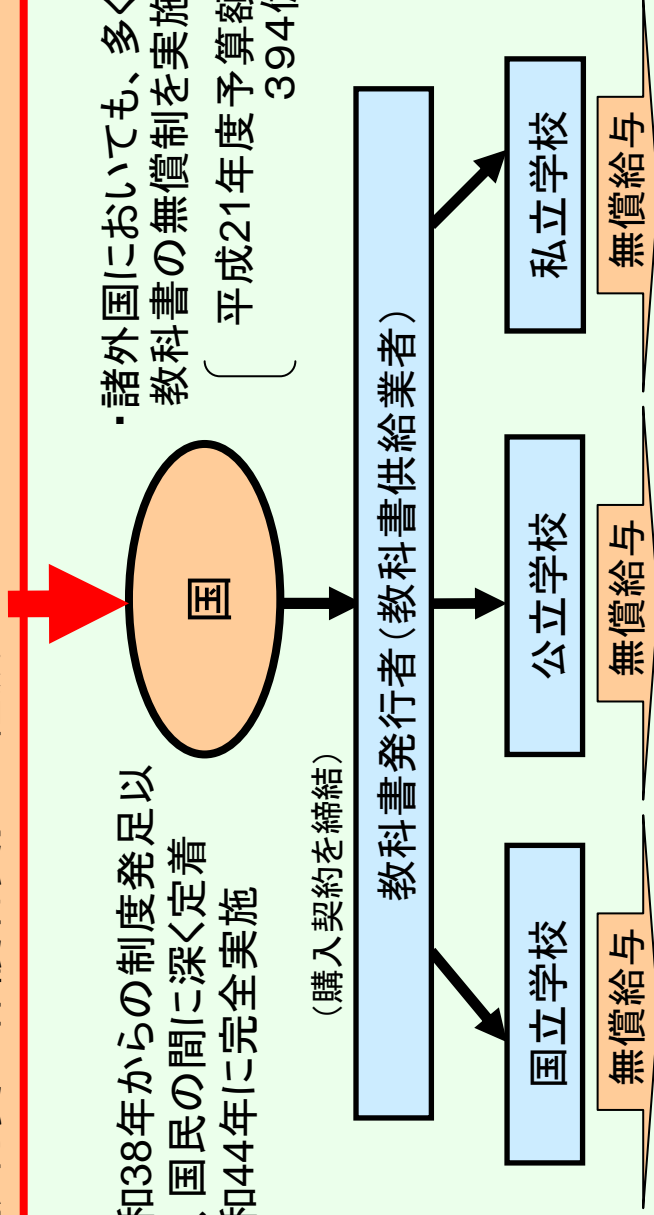 和38年からの制度発足以
、国民の間に深く定着
和44年に完全実施
・諸外国においても、多く
教科書の無償制を実施
平成21年度予算額
394
国
（購入契約を締結）
教科書発行者（教科書供給業者）
国立学校
公立学校
私立学校
無償給与
無償給与
無償給与